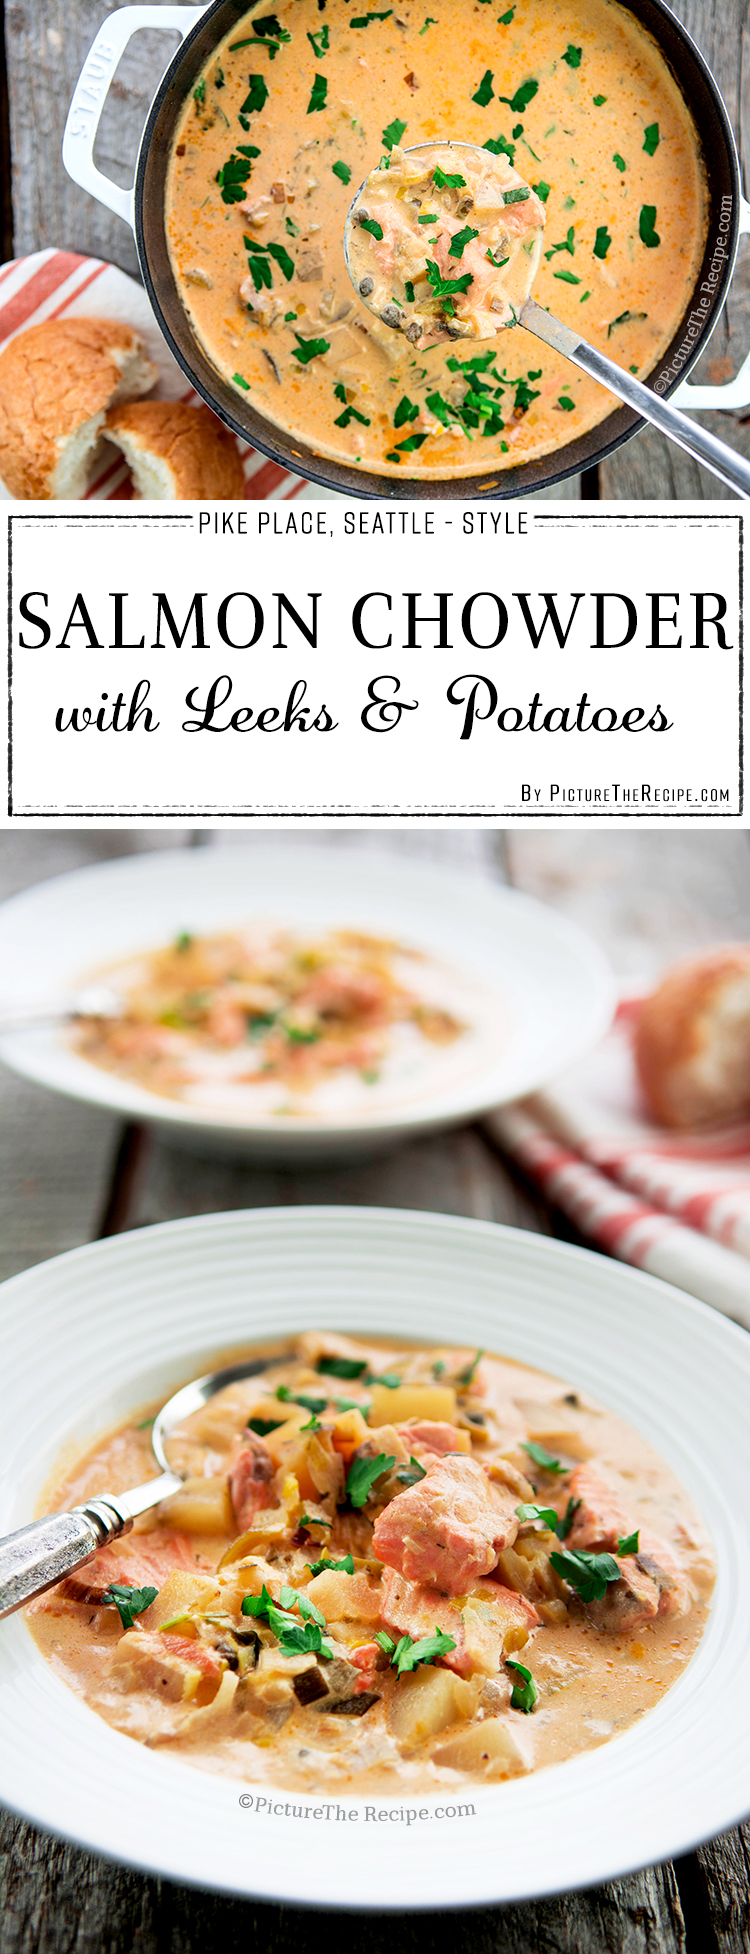 STAUB
©PictureThe Recipe.com
PIKE PLACE, SEATTLE - STYLE
SALMON CHOWDER
with Leeks & Potatoes
By PictureTheRecipe.com
©PictureThe Recipe.com